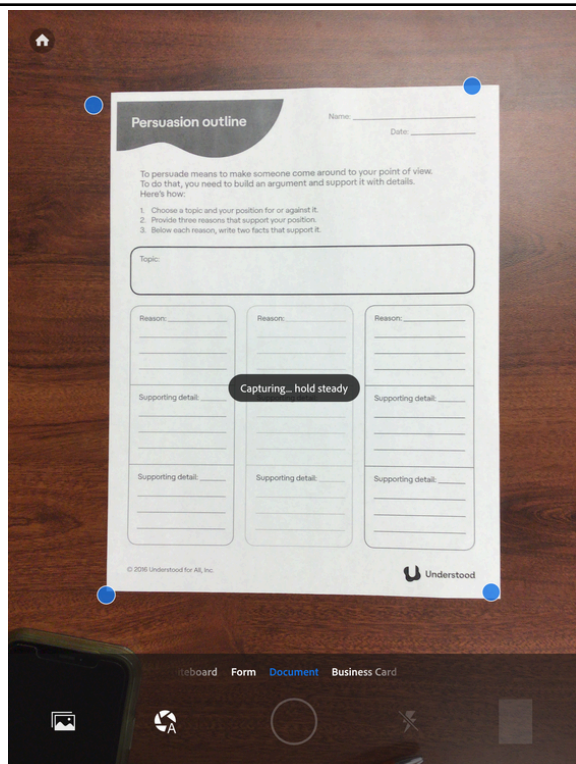 Persuasion outline
Name:
Date:
To persuade means to make someone come around to your point of view.
To do that, you need to build an argument and support it with details.
Here's how:
1. Choose a topic and your position for or against it.
2. Provide three reasons that support your position.
3. Below each reason, write two facts that support it.
Topic:
Reason: Reason: Reason:
Capturing... hold steady
Supporting detail: Supporting detail:
Supporting detail: Supporting detail: Supporting detail:
© 2016 Understood for All, Inc.
Understood
Form Document Business Card
A